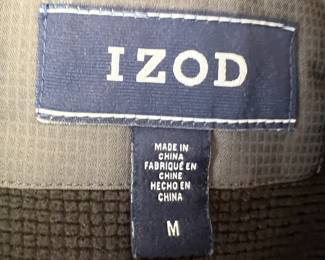 IZOD
MADE IN
CHINA
FABRIQUÉ EN
CHINE
HECHO EN
CHINA
M